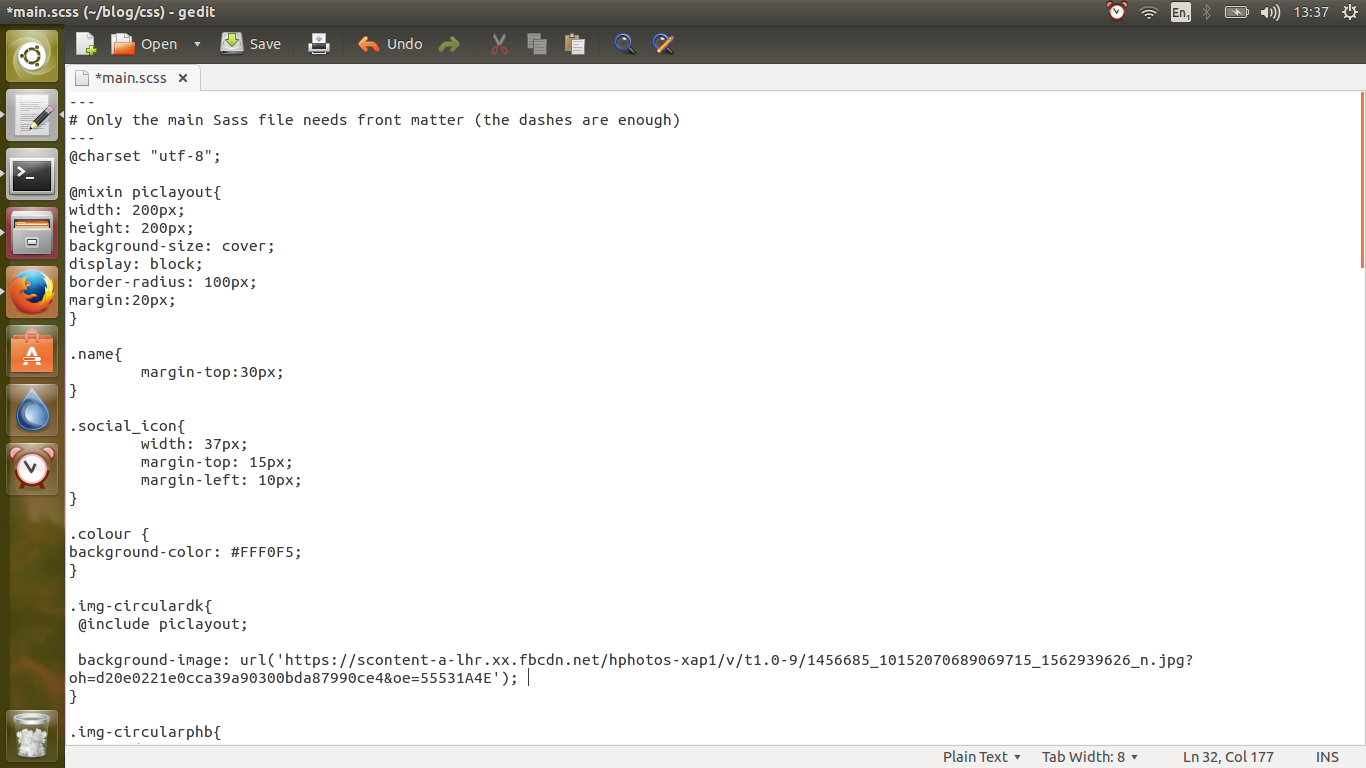 *main.scss (~/blog/css) - gedit
En1
13:37
Open
Save
Undo
*main.scss
---
# Only the main Sass file needs front matter (the dashes are enough)
---
@charset "utf-8";
@mixin piclayout{
width: 200px;
height: 200px;
background-size: cover;
display: block;
border-radius: 100px;
margin:20px;
}
.name{
margin-top:30px;
}
.social_icon{
width: 37px;
margin-top: 15px;
margin-left: 10px;
}
.colour {
background-color: #FFF0F5;
}
.img-circulardk{
@include piclayout;
background-image: url('https://scontent-a-lhr.xx.fbcdn.net/hphotos-xap1/v/t1.0-9/1456685_10152070689069715_1562939626_n.jpg?
oh=d20e0221e0cca39a90300bda87990ce4&oe=55531A4E');
}
.img-circularphb{
Plain Text
Tab Width: 8
Ln 32, Col 177
INS